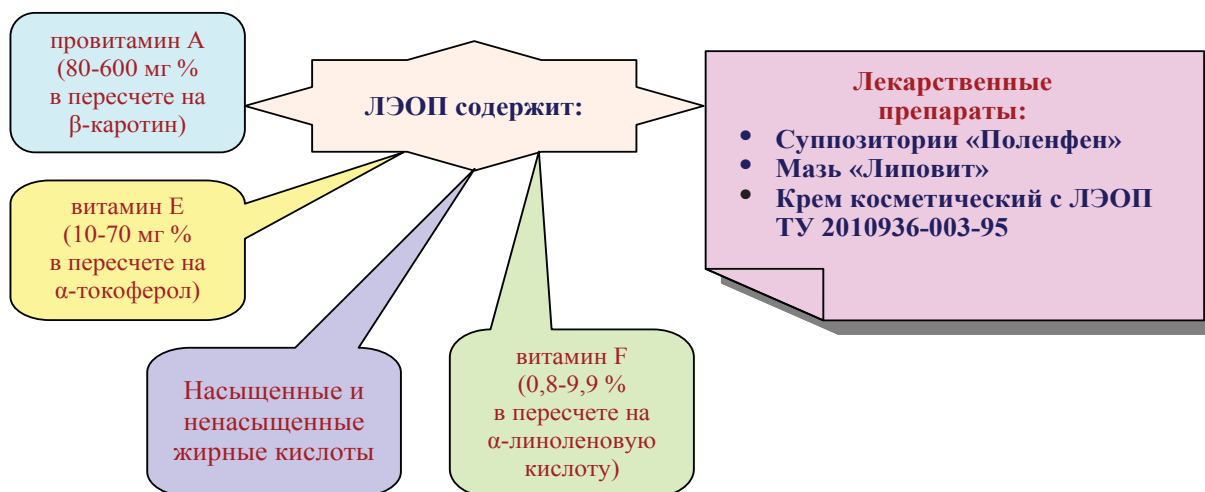 провитамин А
(80-600 мг %
в пересчете на
β-каротин)
ЛЭОП содержит:
Лекарственные
препараты:
• Суппозитории «Поленфен»
• Мазь «Липовит»
• Крем косметический с ЛЭОП
ТУ 2010936-003-95
витамин Е
(10-70 мг %
в пересчете на
α-токоферол)
Насыщенные и
ненасыщенные
жирные кислоты
витамин F
(0,8-9,9 %
в пересчете на
α-линоленовую
кислоту)